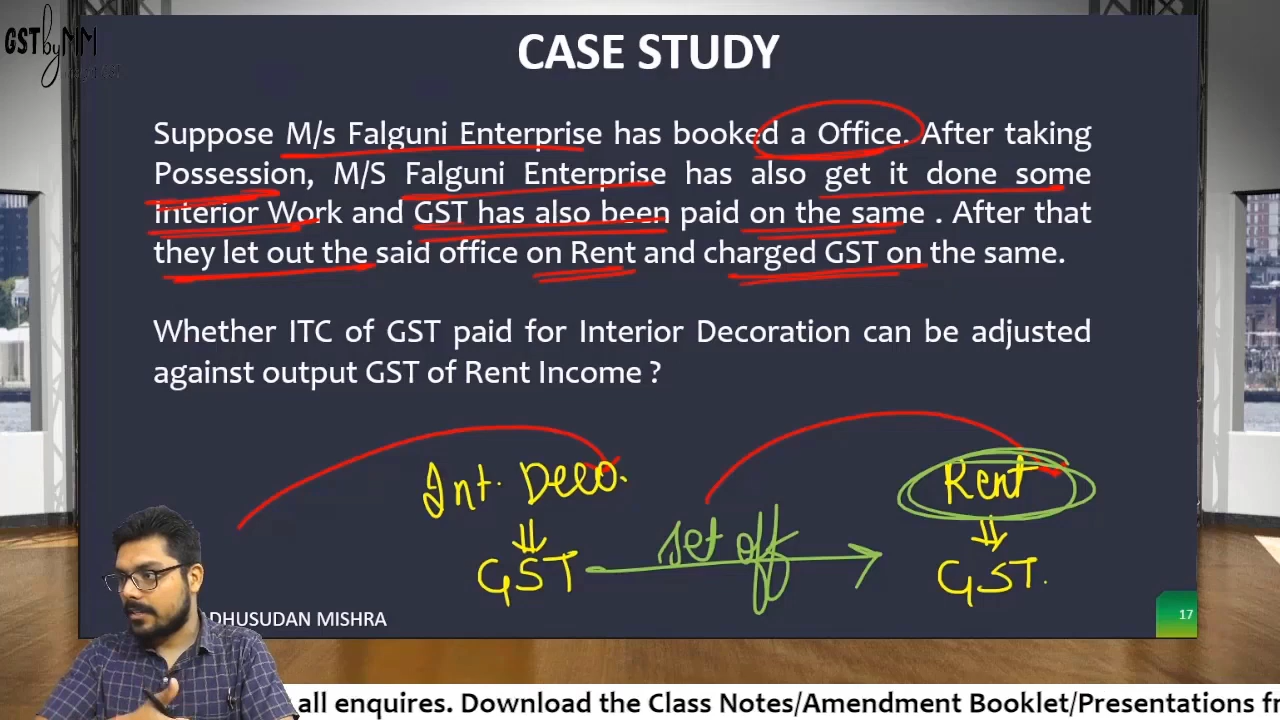 GSTbyMM
CASE STUDY
Suppose M/s Falguni Enterprise has booked a Office. After taking
Possession, M/S Falguni Enterprise has also get it done some
Interior Work and GST has also been paid on the same . After that
they let out the said office on Rent and charged GST on the same.
Whether ITC of GST paid for Interior Decoration can be adjusted
against output GST of Rent Income ?
Int. Deco.
Rent
set off
GST
GST.
ADHUSUDAN MISHRA
17
all enquires. Download the Class Notes/Amendment Booklet/Presentations fr